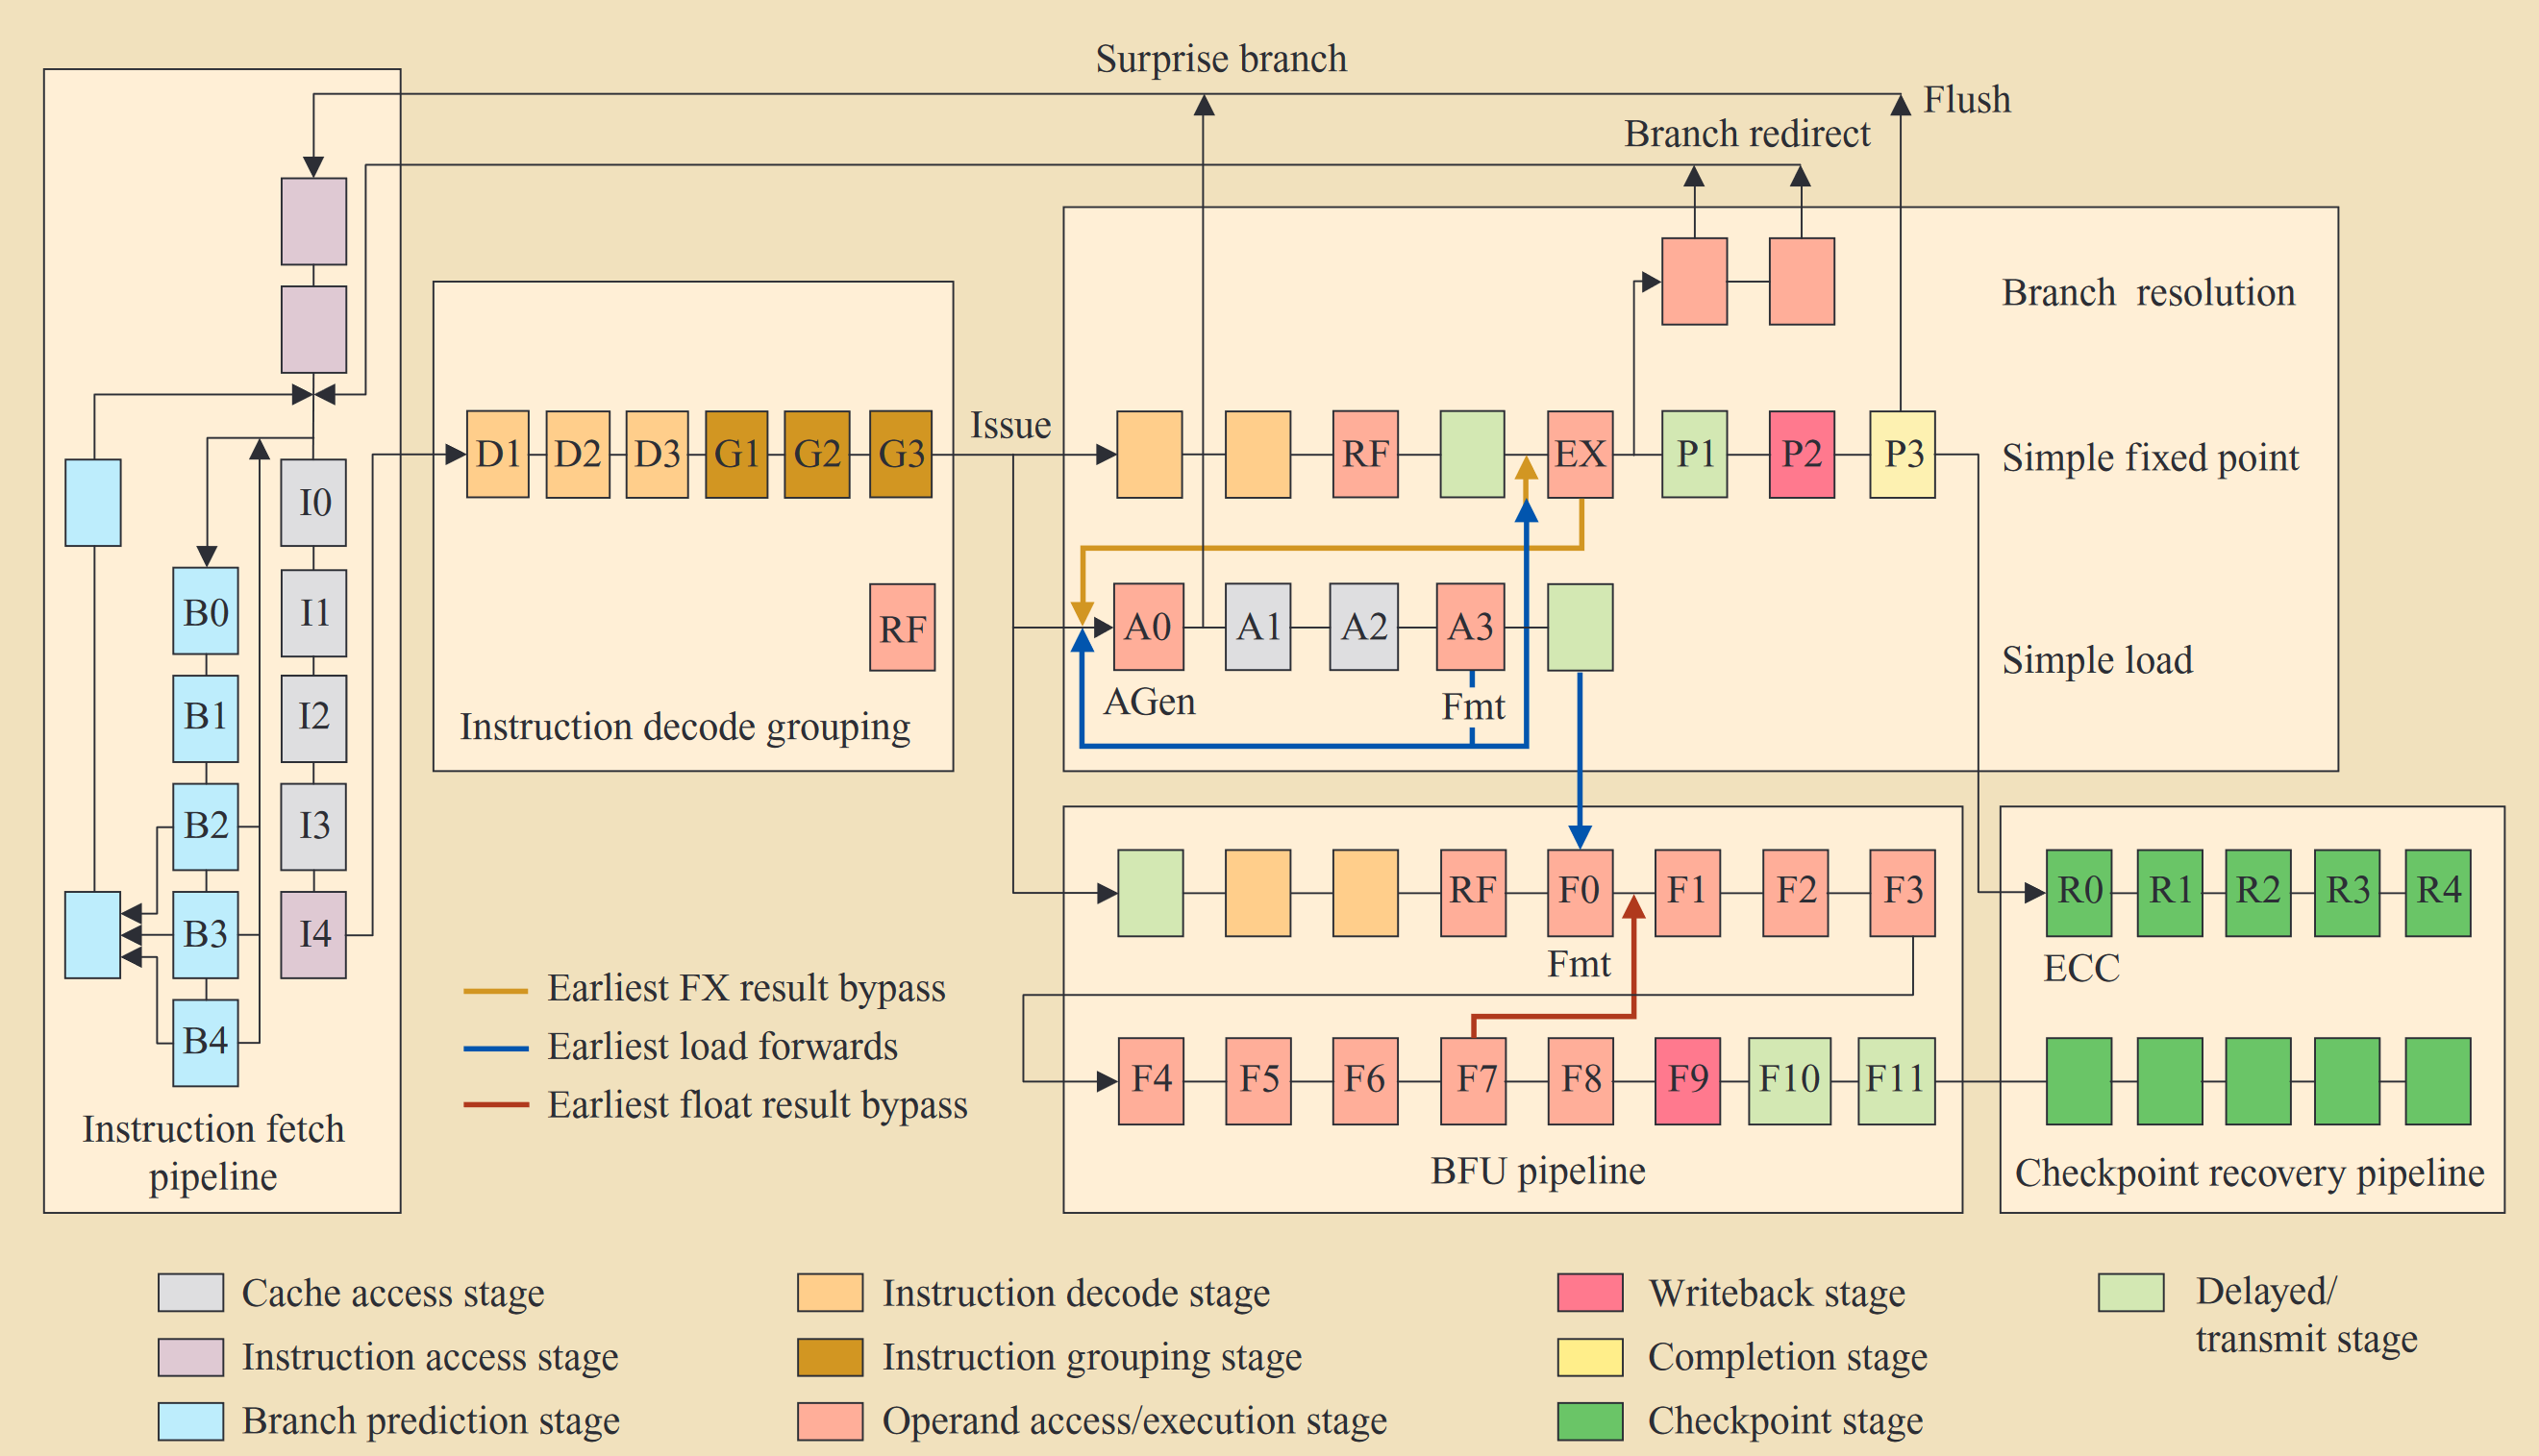 Surprise branch
Flush
Branch redirect
Branch resolution
Issue
D1 D2 D3 G1 G2 G3
RF EX P1 P2 P3
Simple fixed point
I0
B0
I1
RF
A0 A1 A2 A3
Simple load
AGen
Fmt
B1
I2
Instruction decode grouping
B2
I3
RF F0 F1 F2 F3
R0 R1 R2 R3 R4
B3
I4
Fmt
ECC
Earliest FX result bypass
B4
Earliest load forwards
F4 F5 F6 F7 F8 F9 F10 F11
Earliest float result bypass
Instruction fetch
pipeline
BFU pipeline
Checkpoint recovery pipeline
Cache access stage
Instruction access stage
Branch prediction stage
Instruction decode stage
Instruction grouping stage
Operand access/execution stage
Writeback stage
Completion stage
Checkpoint stage
Delayed/
transmit stage